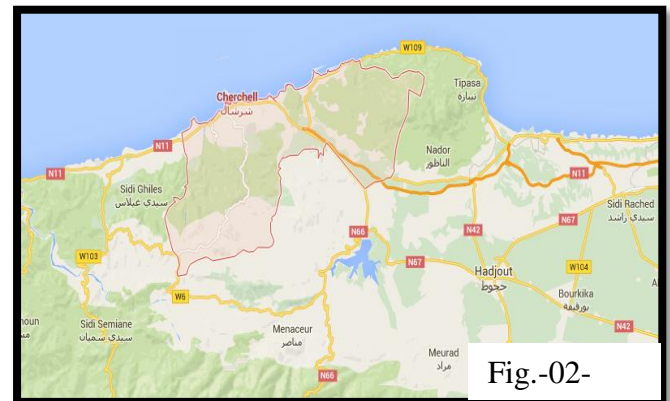 W109
Cherchell
شرشال
Tipasa
تيبازة
N11
Nador
الناظور
N11
N11
Sidi Ghiles
سيدي غيلاس
Sidi Rached
سيدي راشد
N66
N42
N67
W103
N67
Hadjout
حجوط
W104
W6
Bourkika
بورقيقة
Sidi Semiane
سيدي سميان
Menaceur
مناصر
N42
Meurad
مراد
N66
Fig.-02-